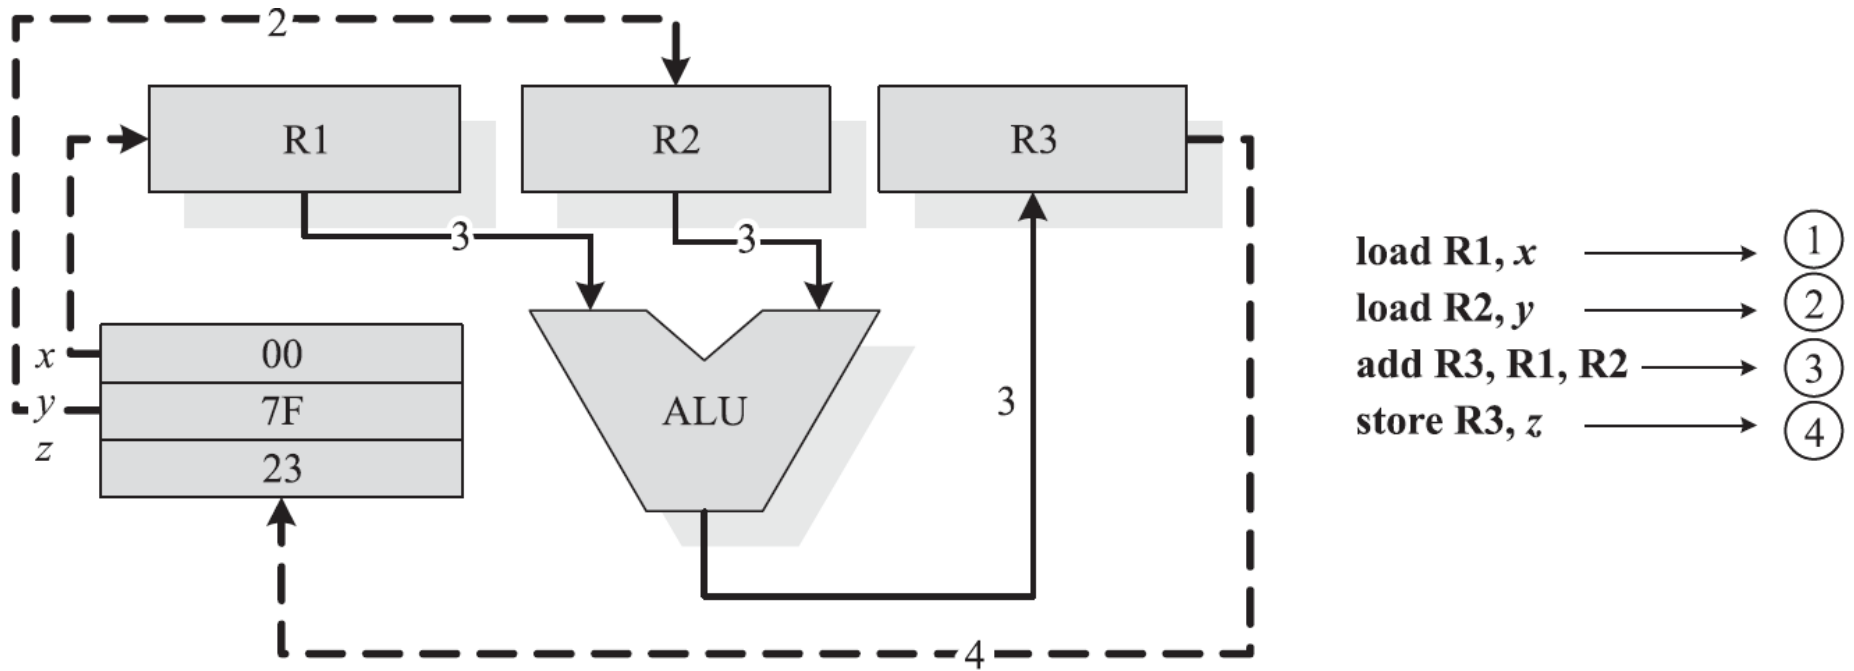 2
R1
R2
R3
3
3
load R1, x
1
load R2, y
2
x
00
add R3, R1, R2
3
y
7F
ALU
3
store R3, z
4
z
23
4